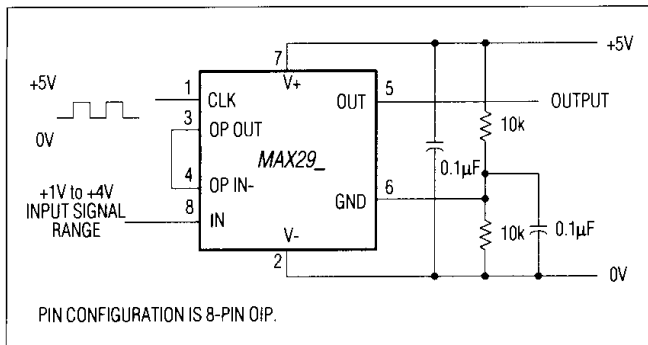 +5V
7
V+
+5V
1
CLK
OUT
5
OUTPUT
0V
3
OP OUT
10k
MAX29_
4
OP IN-
0.1µF
+1V to +4V
INPUT SIGNAL
RANGE
8
IN
GND
6
10k
0.1µF
V-
2
0V
PIN CONFIGURATION IS 8-PIN OIP.